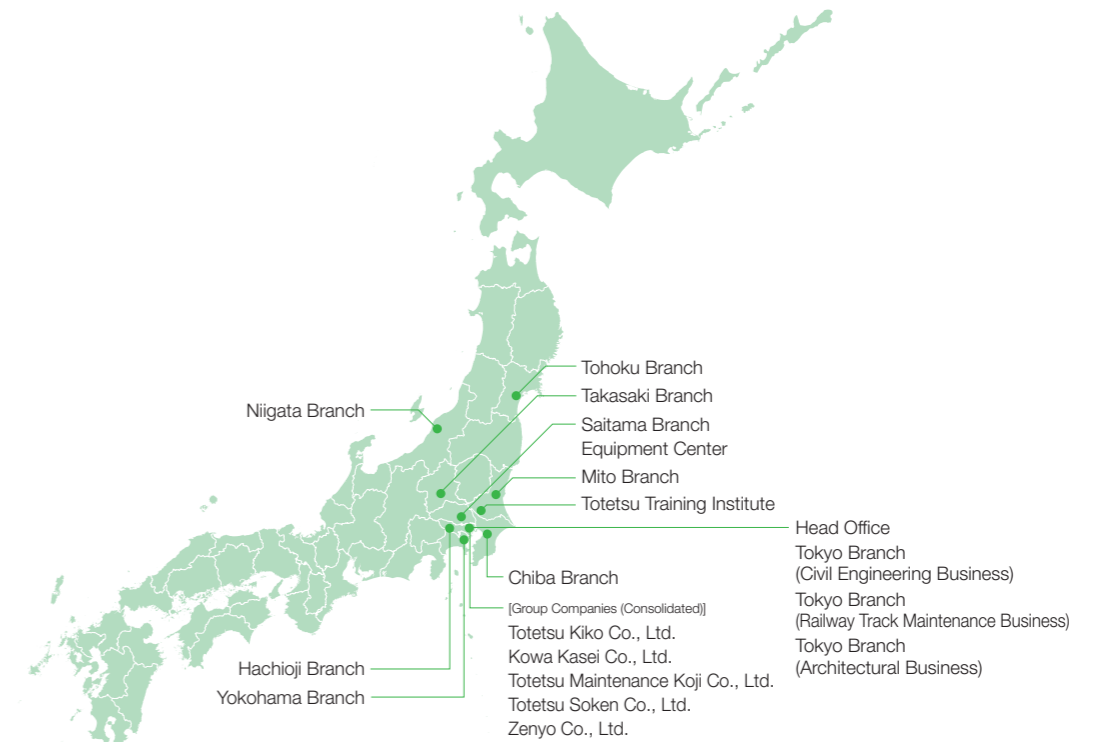 Tohoku Branch
Takasaki Branch
Niigata Branch
Saitama Branch
Equipment Center
Mito Branch
Totetsu Training Institute
Head Office
Tokyo Branch
(Civil Engineering Business)
Tokyo Branch
(Railway Track Maintenance Business)
Tokyo Branch
(Architectural Business)
Chiba Branch
[Group Companies (Consolidated)]
Totetsu Kiko Co., Ltd.
Kowa Kasei Co., Ltd.
Totetsu Maintenance Koji Co., Ltd.
Totetsu Soken Co., Ltd.
Zenyo Co., Ltd.
Hachioji Branch
Yokohama Branch